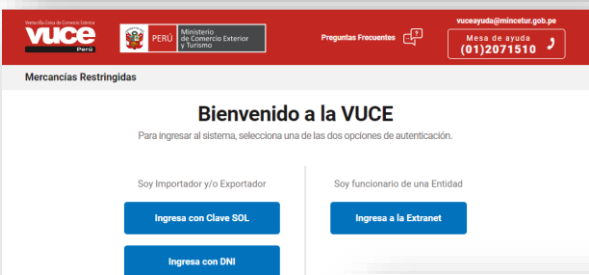 Ventanilla Única de Comercio Exterior
vuce
Perú
PERÚ
Ministerio
de Comercio Exterior
y Turismo
Preguntas Frecuentes
vuceayuda@mincetur.gob.pe
Mesa de ayuda
(01)2071510
Mercancías Restringidas
Bienvenido a la VUCE
Para ingresar al sistema, selecciona una de las dos opciones de autenticación.
Soy Importador y/o Exportador
Soy funcionario de una Entidad
Ingresa con Clave SOL
Ingresa a la Extranet
Ingresa con DNI